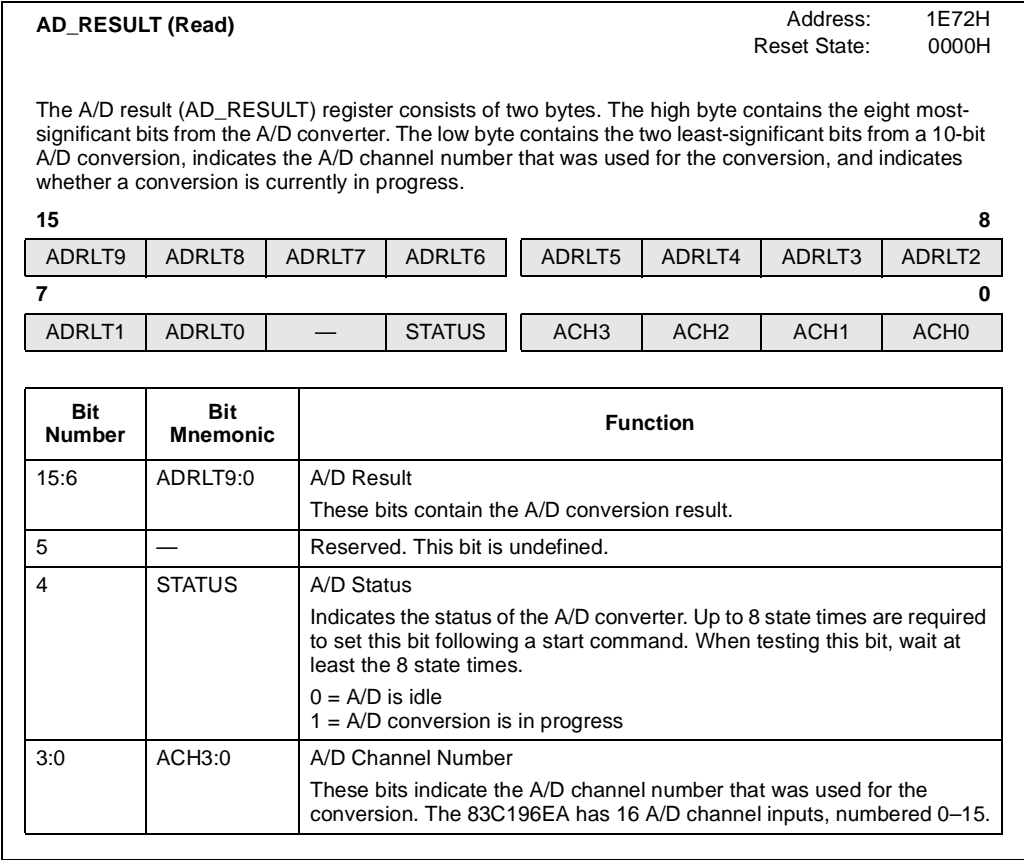 AD_RESULT (Read)
Address: 1E72H
Reset State: 0000H
The A/D result (AD_RESULT) register consists of two bytes. The high byte contains the eight most-
significant bits from the A/D converter. The low byte contains the two least-significant bits from a 10-bit
A/D conversion, indicates the A/D channel number that was used for the conversion, and indicates
whether a conversion is currently in progress.
15 8
ADRLT9 ADRLT8 ADRLT7 ADRLT6 ADRLT5 ADRLT4 ADRLT3 ADRLT2
7 0
ADRLT1 ADRLT0 — STATUS ACH3 ACH2 ACH1 ACH0
Bit Number Bit Mnemonic Function
15:6 ADRLT9:0 A/D Result
These bits contain the A/D conversion result.
5 — Reserved. This bit is undefined.
4 STATUS A/D Status
Indicates the status of the A/D converter. Up to 8 state times are required
to set this bit following a start command. When testing this bit, wait at
least the 8 state times.
0 = A/D is idle
1 = A/D conversion is in progress
3:0 ACH3:0 A/D Channel Number
These bits indicate the A/D channel number that was used for the
conversion. The 83C196EA has 16 A/D channel inputs, numbered 0–15.